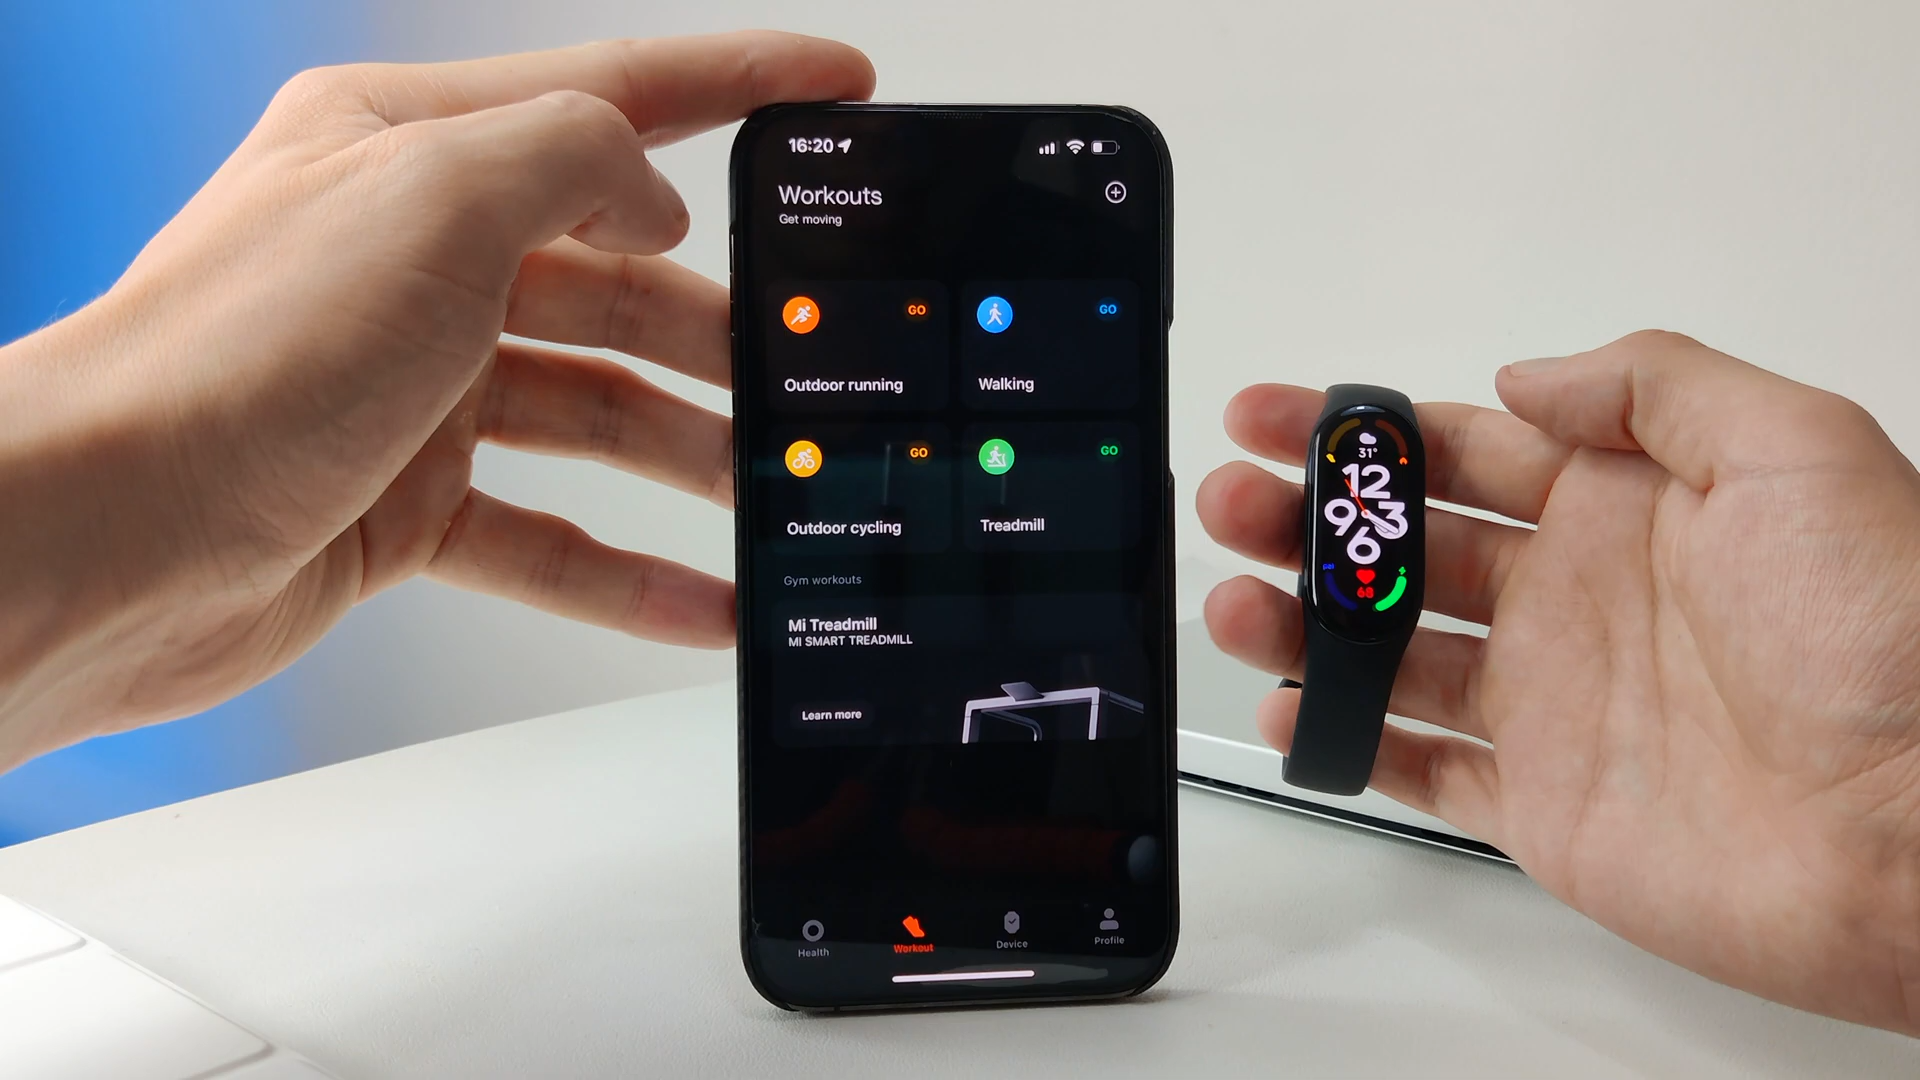 16:20
Workouts
Get moving
GO
GO
Outdoor running
Walking
GO
GO
Outdoor cycling
Treadmill
Gym workouts
Mi Treadmill
MI SMART TREADMILL
Learn more
Health
Workout
Device
Profile
31°
12
9 3
6
PAI
68